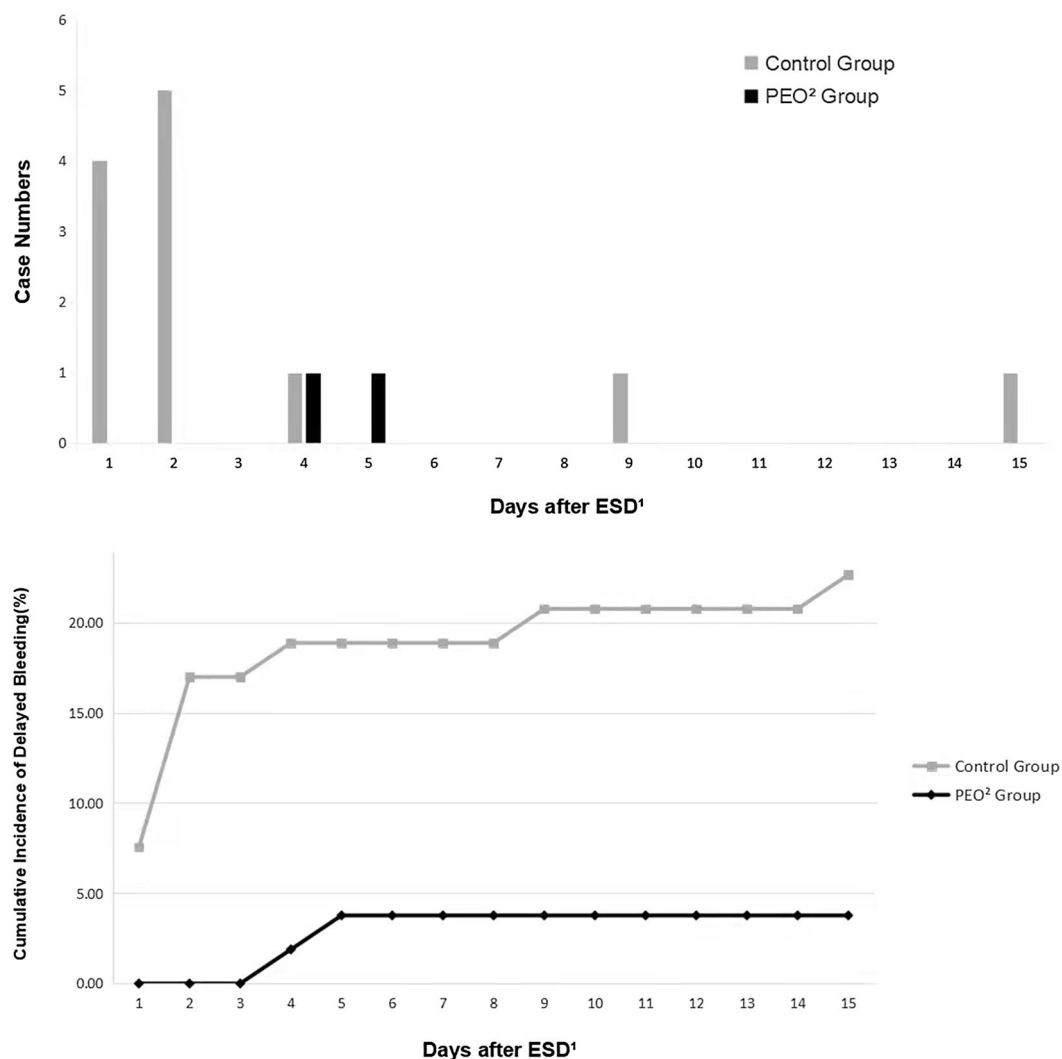 6
5
4
3
2
1
0
Case Numbers
Control Group
PEO² Group
1 2 3 4 5 6 7 8 9 10 11 12 13 14 15
Days after ESD¹
Cumulative Incidence of Delayed Bleeding(%)
20.00
15.00
10.00
5.00
0.00
Control Group
PEO² Group
1 2 3 4 5 6 7 8 9 10 11 12 13 14 15
Days after ESD¹